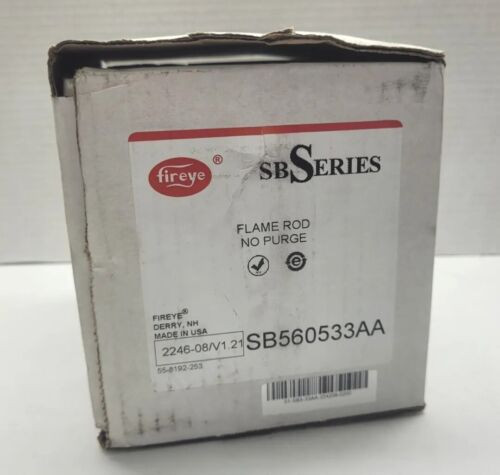 fireye®
SBSERIES
FLAME ROD
NO PURGE
FIREYE®
DERRY, NH
MADE IN USA
2246-08/V1.21
SB560533AA
55-8192-253